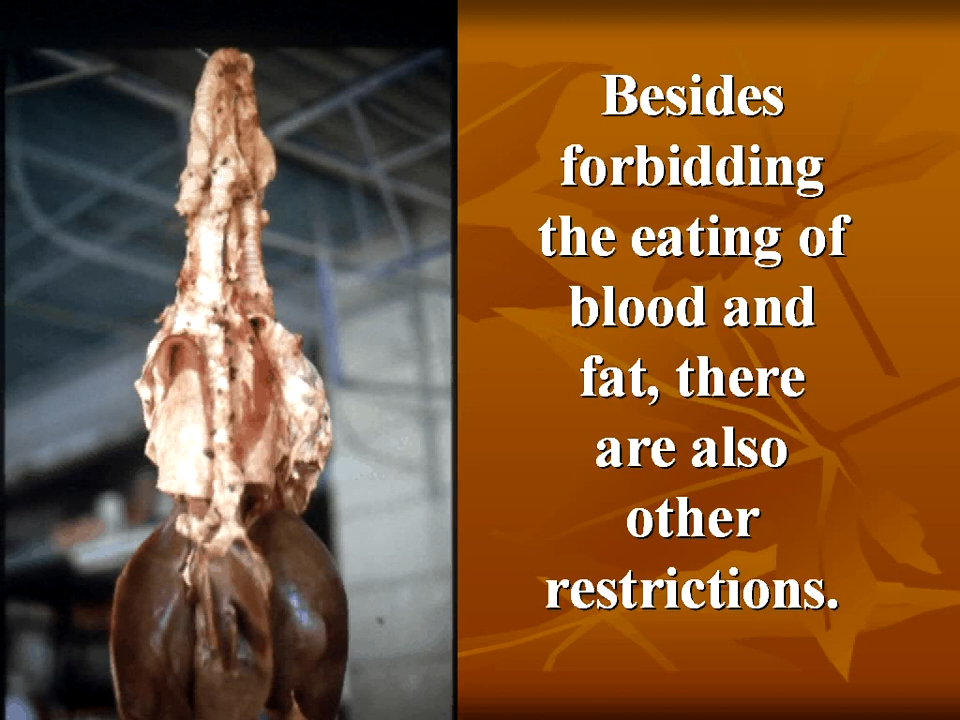 Besides
forbidding
the eating of
blood and
fat, there
are also
other
restrictions.